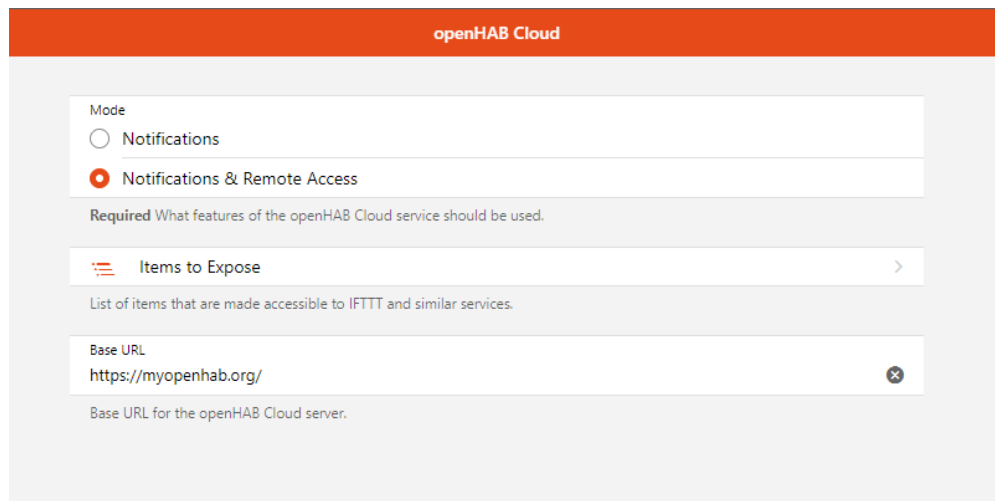 openHAB Cloud
Mode
Notifications
Notifications & Remote Access
Required What features of the openHAB Cloud service should be used.
Items to Expose
List of items that are made accessible to IFTTT and similar services.
Base URL
https://myopenhab.org/
Base URL for the openHAB Cloud server.